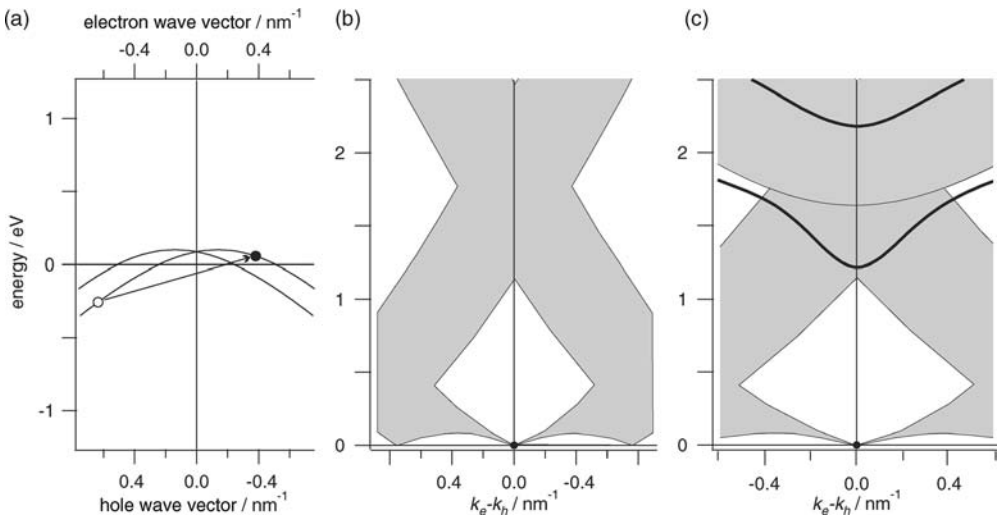 (a)
electron wave vector / nm-1
-0.4
0.0
0.4
energy / eV
1
0
-1
0.4
0.0
-0.4
hole wave vector / nm-1
(b)
2
1
0
0.4
0.0
-0.4
ke-kh / nm-1
(c)
2
1
0
-0.4
0.0
0.4
ke-kh / nm-1